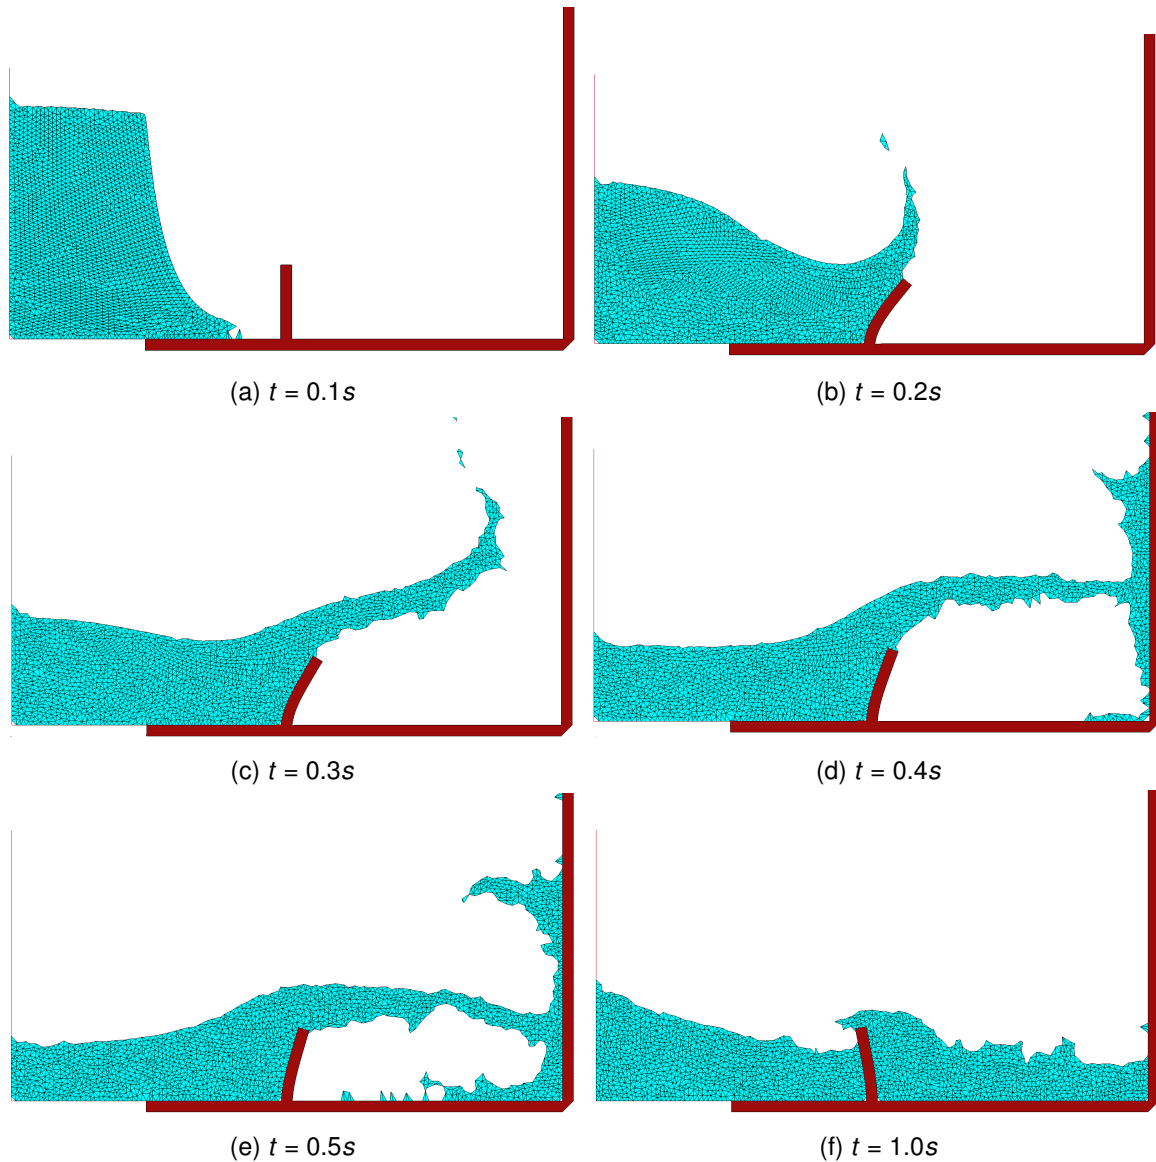 (a) t = 0.1s
(b) t = 0.2s
(c) t = 0.3s
(d) t = 0.4s
(e) t = 0.5s
(f) t = 1.0s